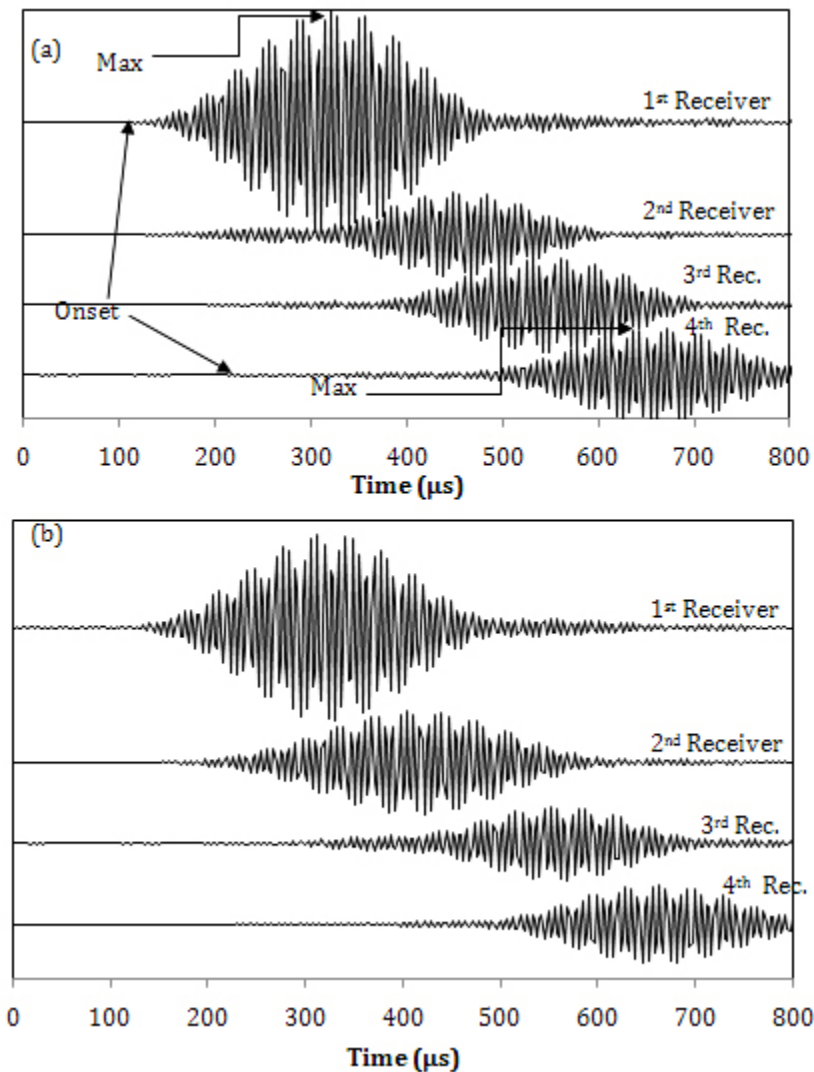 (a)
Max
1st Receiver
2nd Receiver
3rd Rec.
Onset
4th Rec.
Max
0 100 200 300 400 500 600 700 800
Time (μs)
(b)
1st Receiver
2nd Receiver
3rd Rec.
4th Rec.
0 100 200 300 400 500 600 700 800
Time (μs)